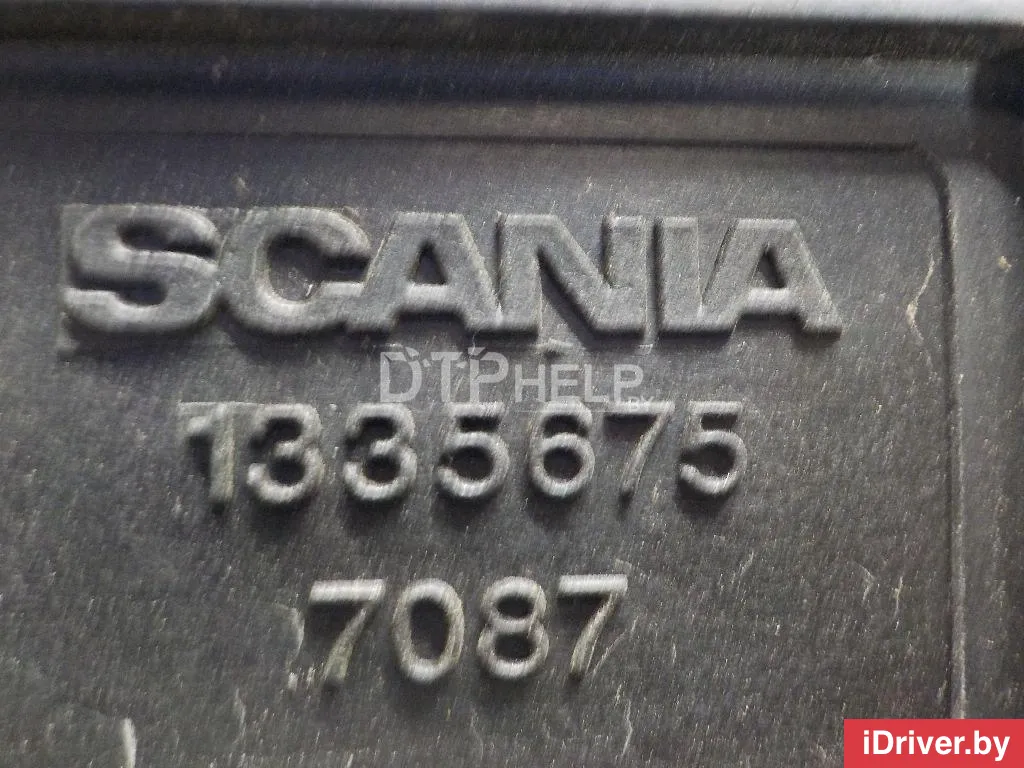 SCANIA
DTPHELP.BY
1335675
7087
iDriver.by